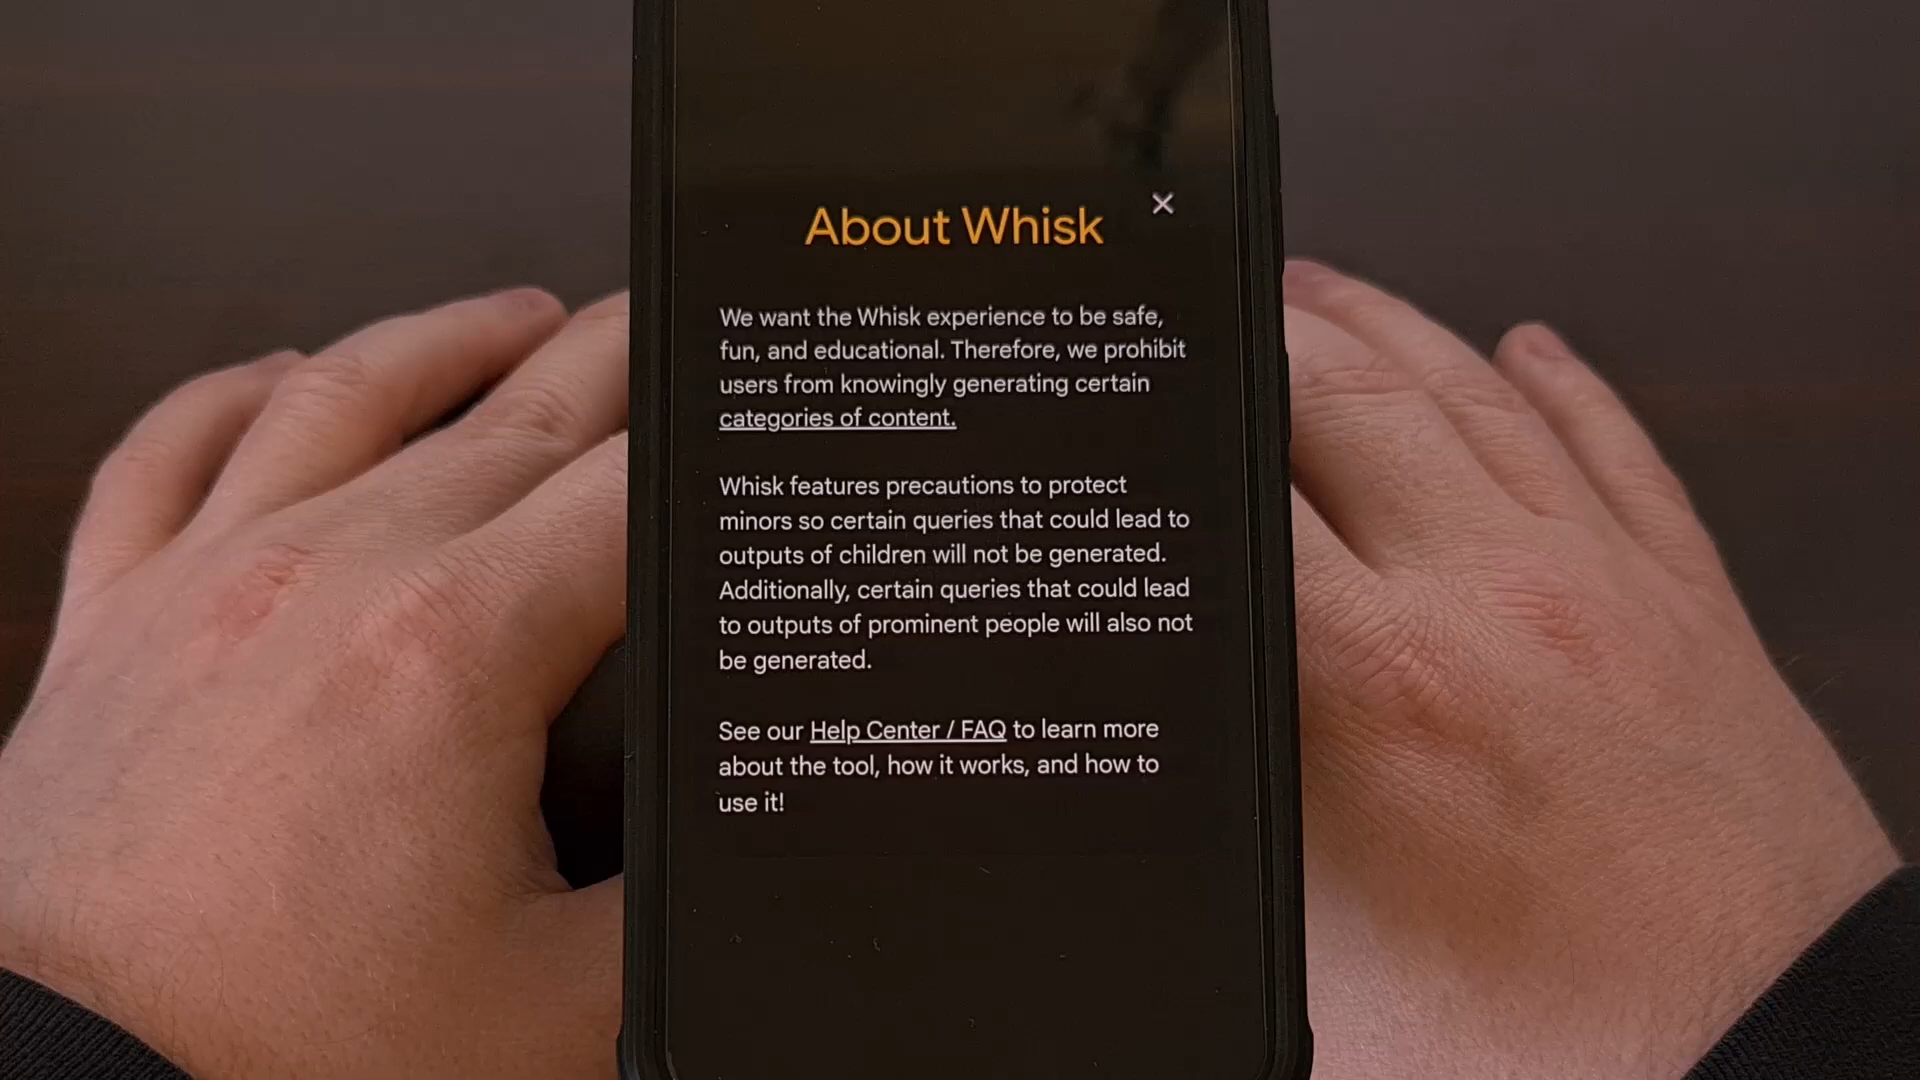 About Whisk
We want the Whisk experience to be safe,
fun, and educational. Therefore, we prohibit
users from knowingly generating certain
categories of content.
Whisk features precautions to protect
minors so certain queries that could lead to
outputs of children will not be generated.
Additionally, certain queries that could lead
to outputs of prominent people will also not
be generated.
See our Help Center / FAQ to learn more
about the tool, how it works, and how to
use it!